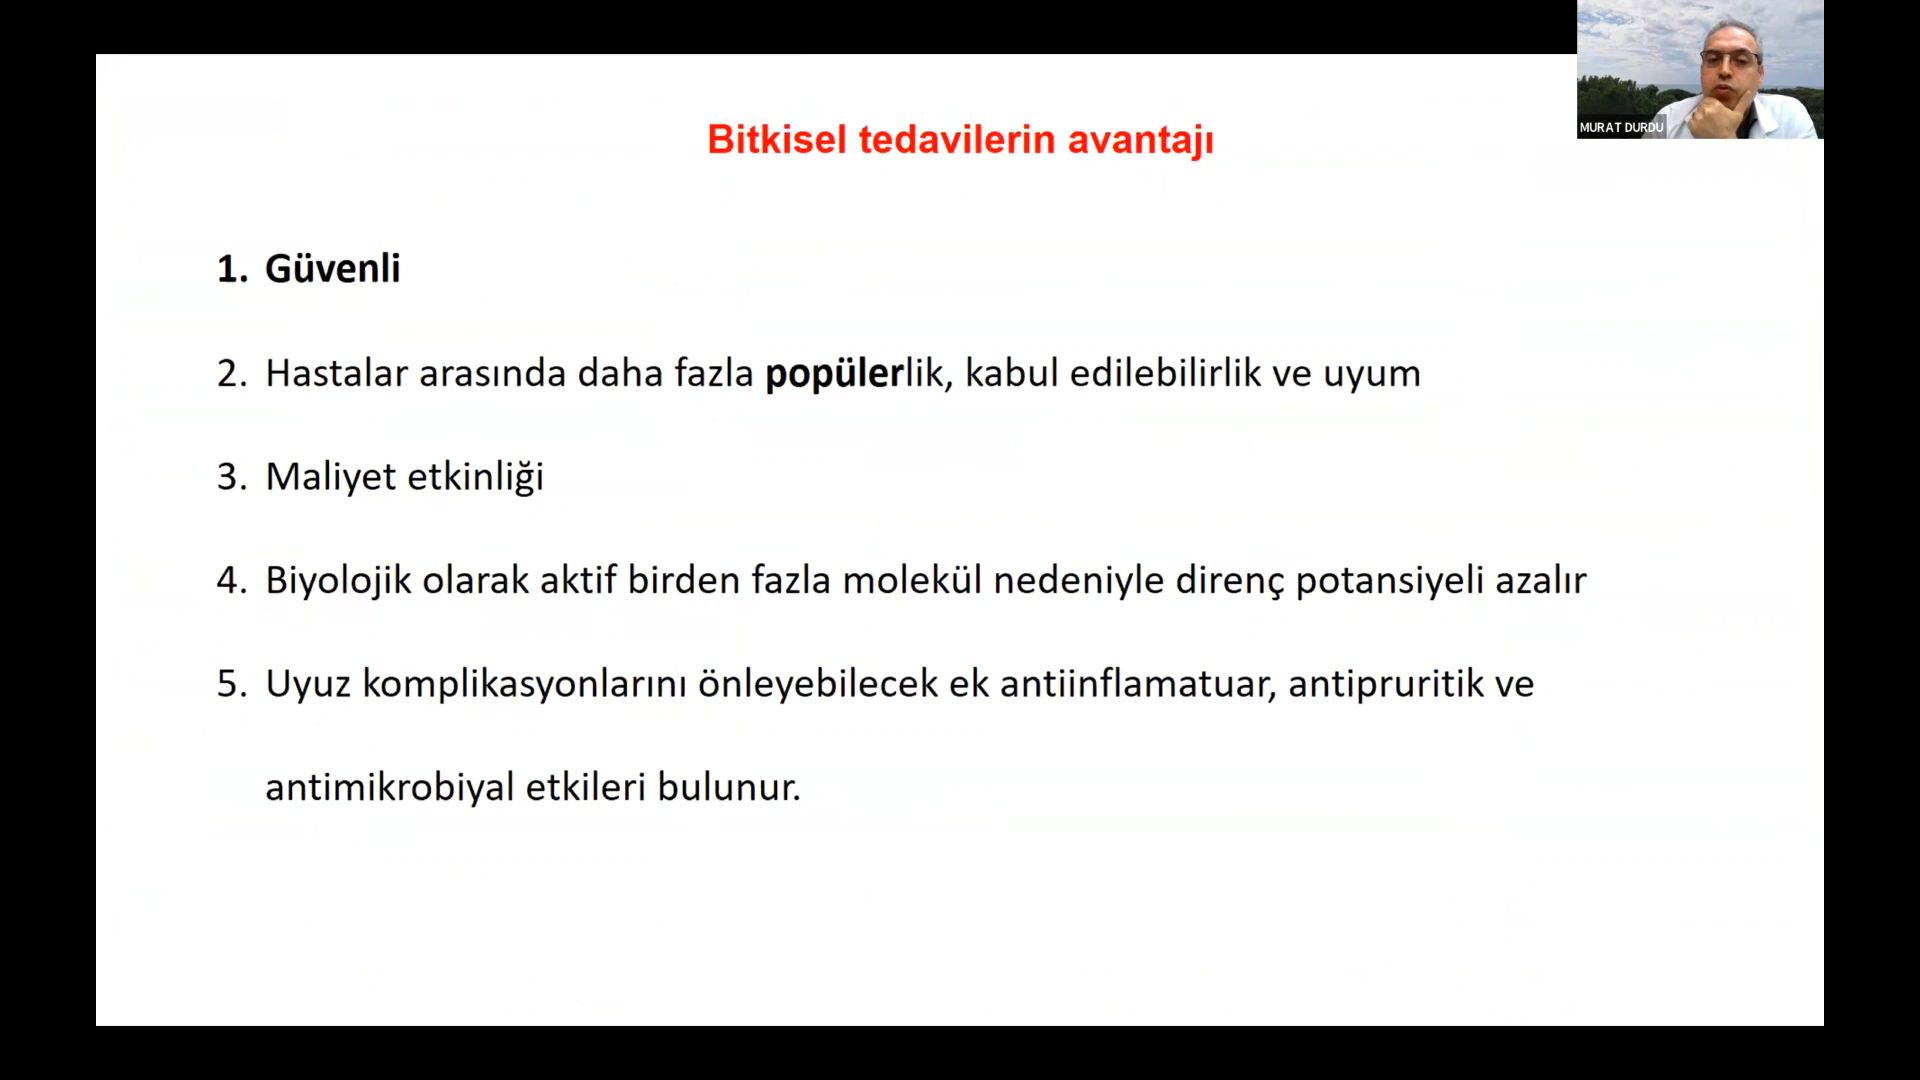 MURAT DURDU
Bitkisel tedavilerin avantajı
1. Güvenli
2. Hastalar arasında daha fazla popülerlik, kabul edilebilirlik ve uyum
3. Maliyet etkinliği
4. Biyolojik olarak aktif birden fazla molekül nedeniyle direnç potansiyeli azalır
5. Uyuz komplikasyonlarını önleyebilecek ek antiinflamatuar, antipruritik ve
antimikrobiyal etkileri bulunur.